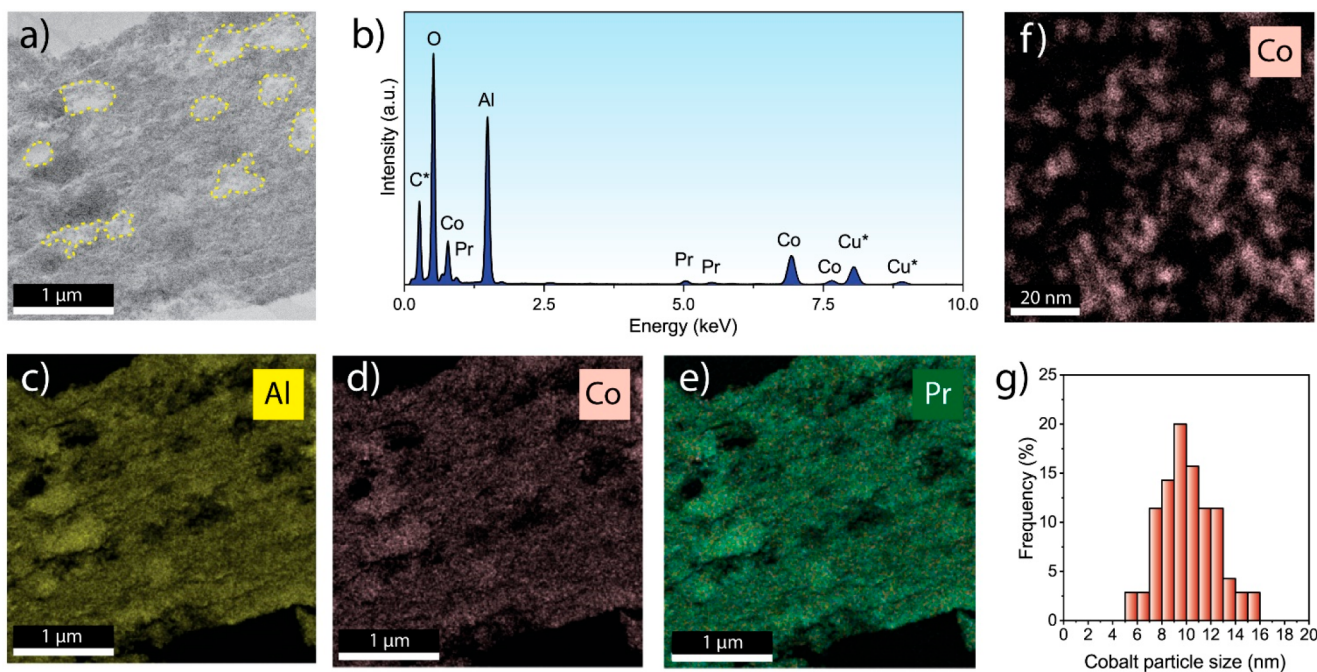 a)
1 μm
b)
Intensity (a.u.)
C*
O
Co
Pr
Al
Pr
Pr
Co
Co
Cu*
Cu*
0.0 2.5 5.0 7.5 10.0
Energy (keV)
f)
Co
20 nm
c)
Al
1 μm
d)
Co
1 μm
e)
Pr
1 μm
g)
Frequency (%)
25
20
15
10
5
0
0 2 4 6 8 10 12 14 16 18 20
Cobalt particle size (nm)